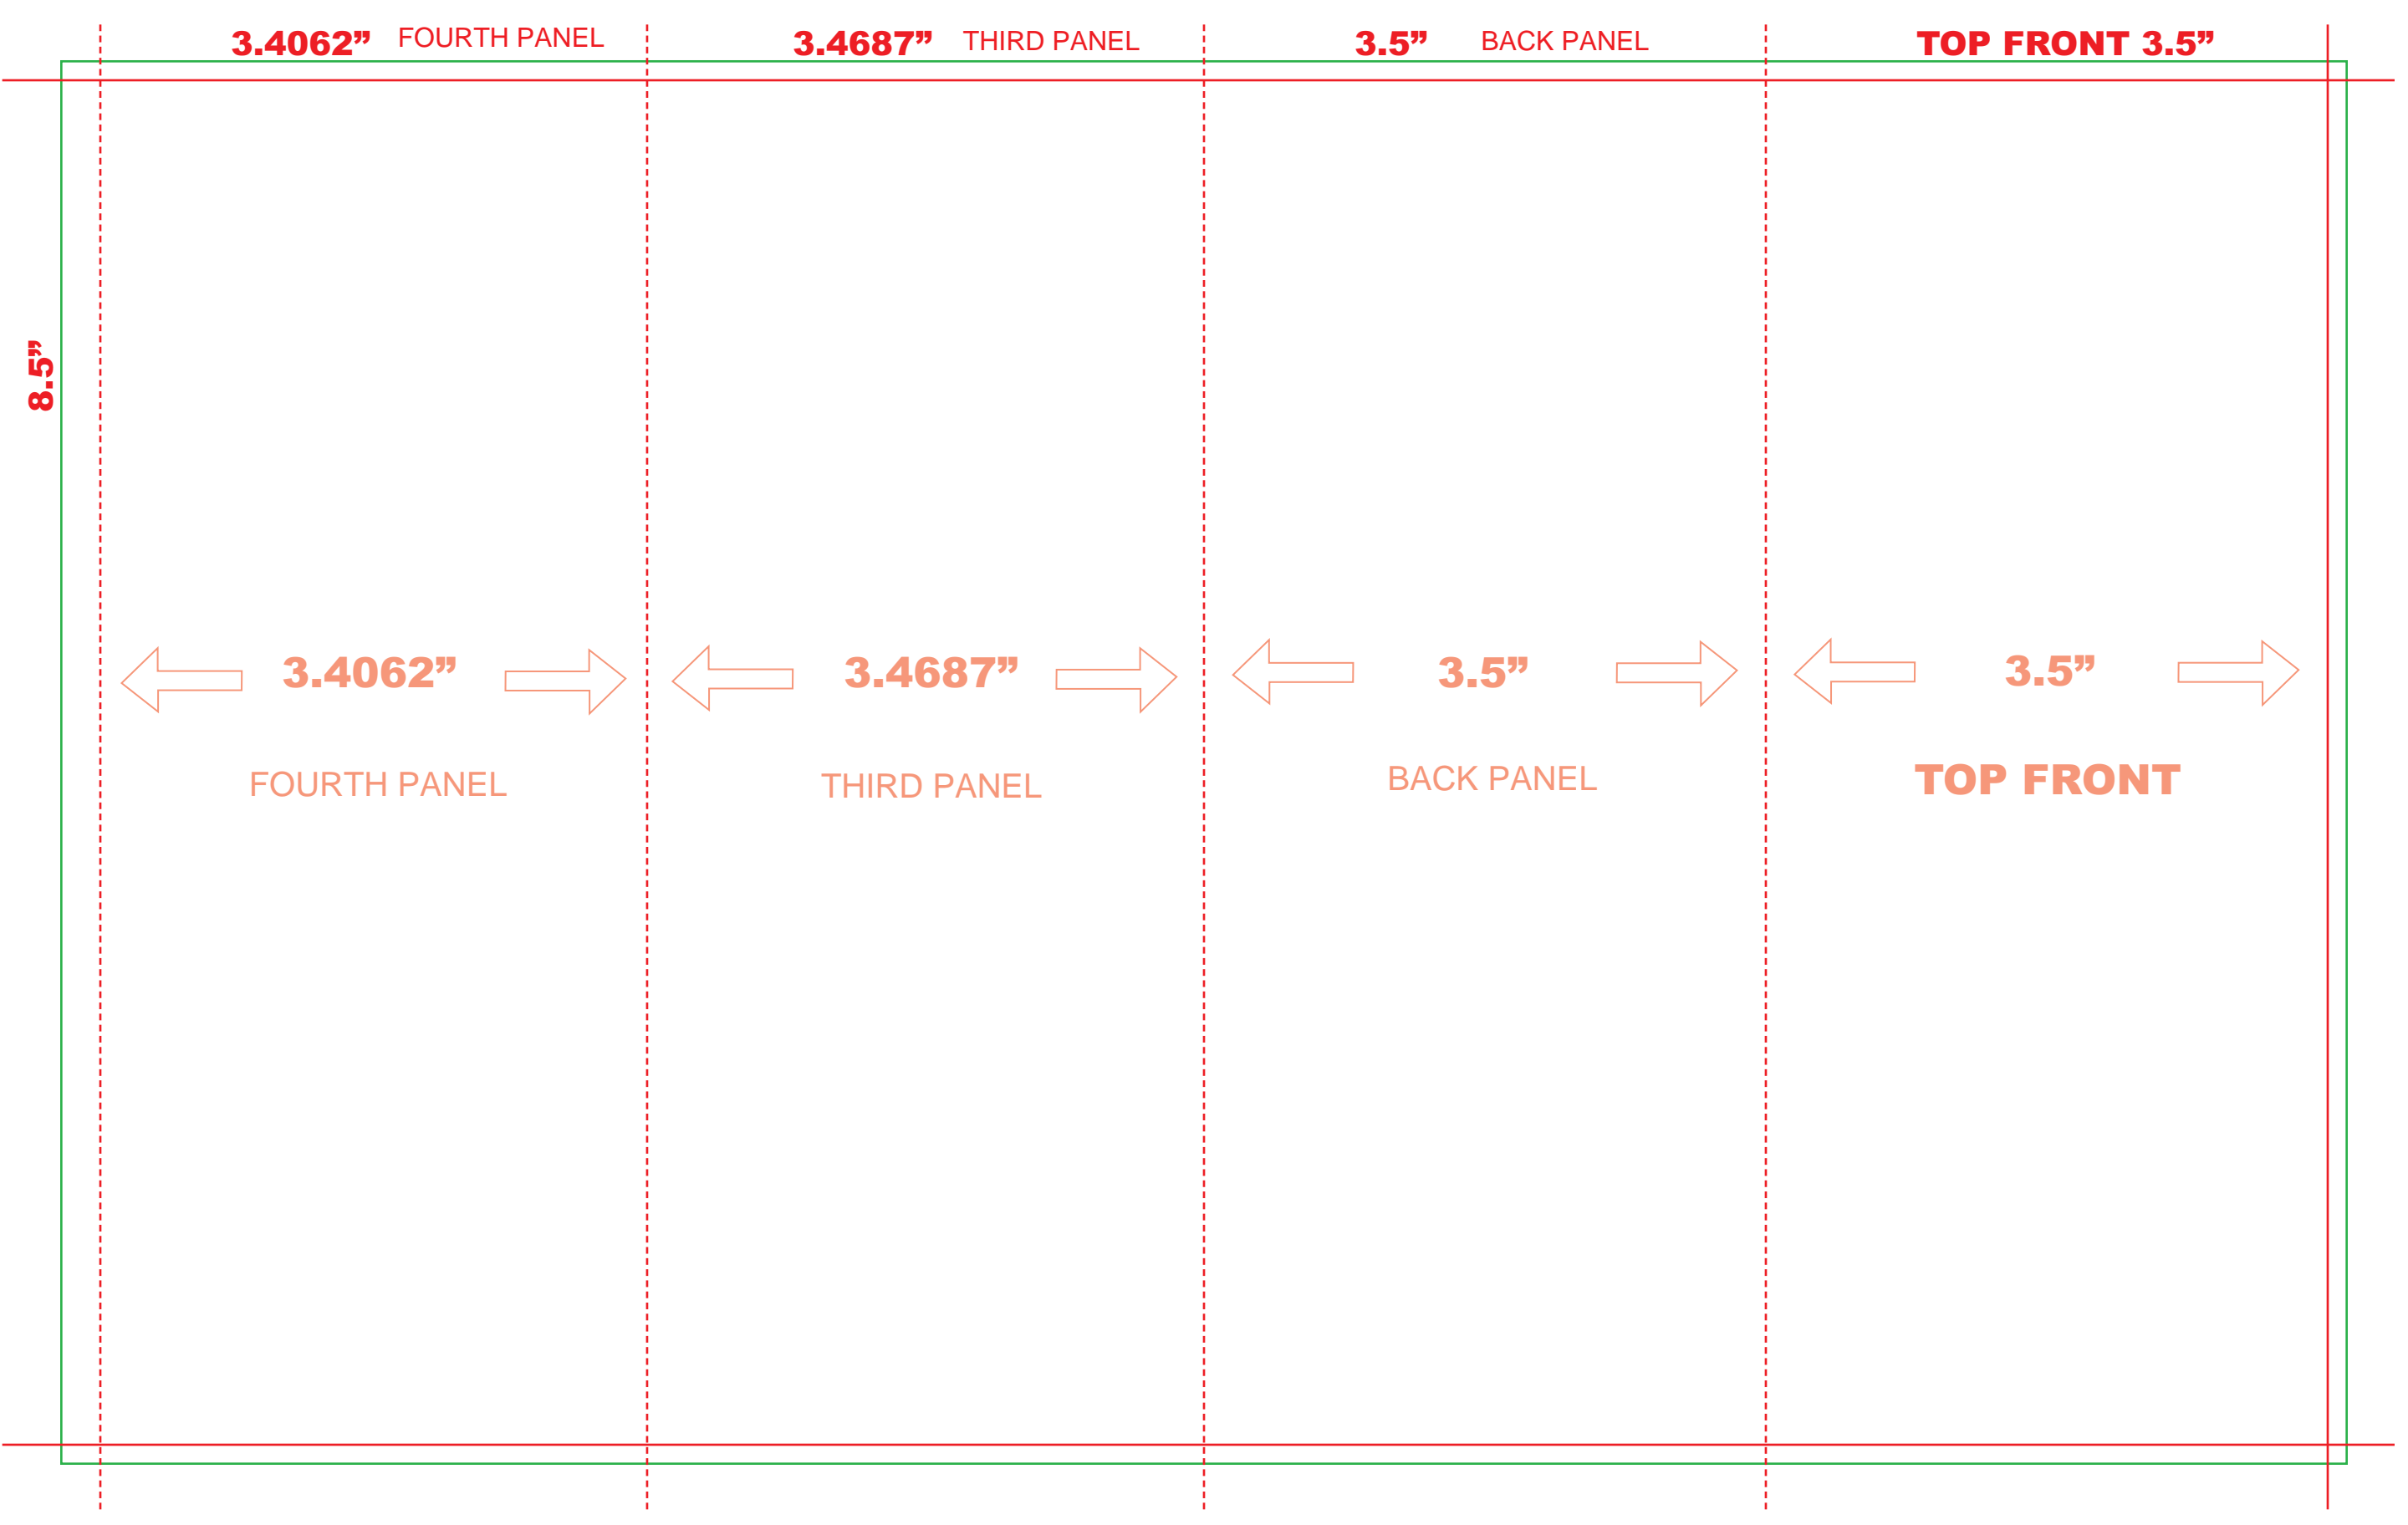 3.4062” FOURTH PANEL
3.4687” THIRD PANEL
3.5” BACK PANEL
TOP FRONT 3.5”
8.5”
3.4062”
FOURTH PANEL
3.4687”
THIRD PANEL
3.5”
BACK PANEL
3.5”
TOP FRONT